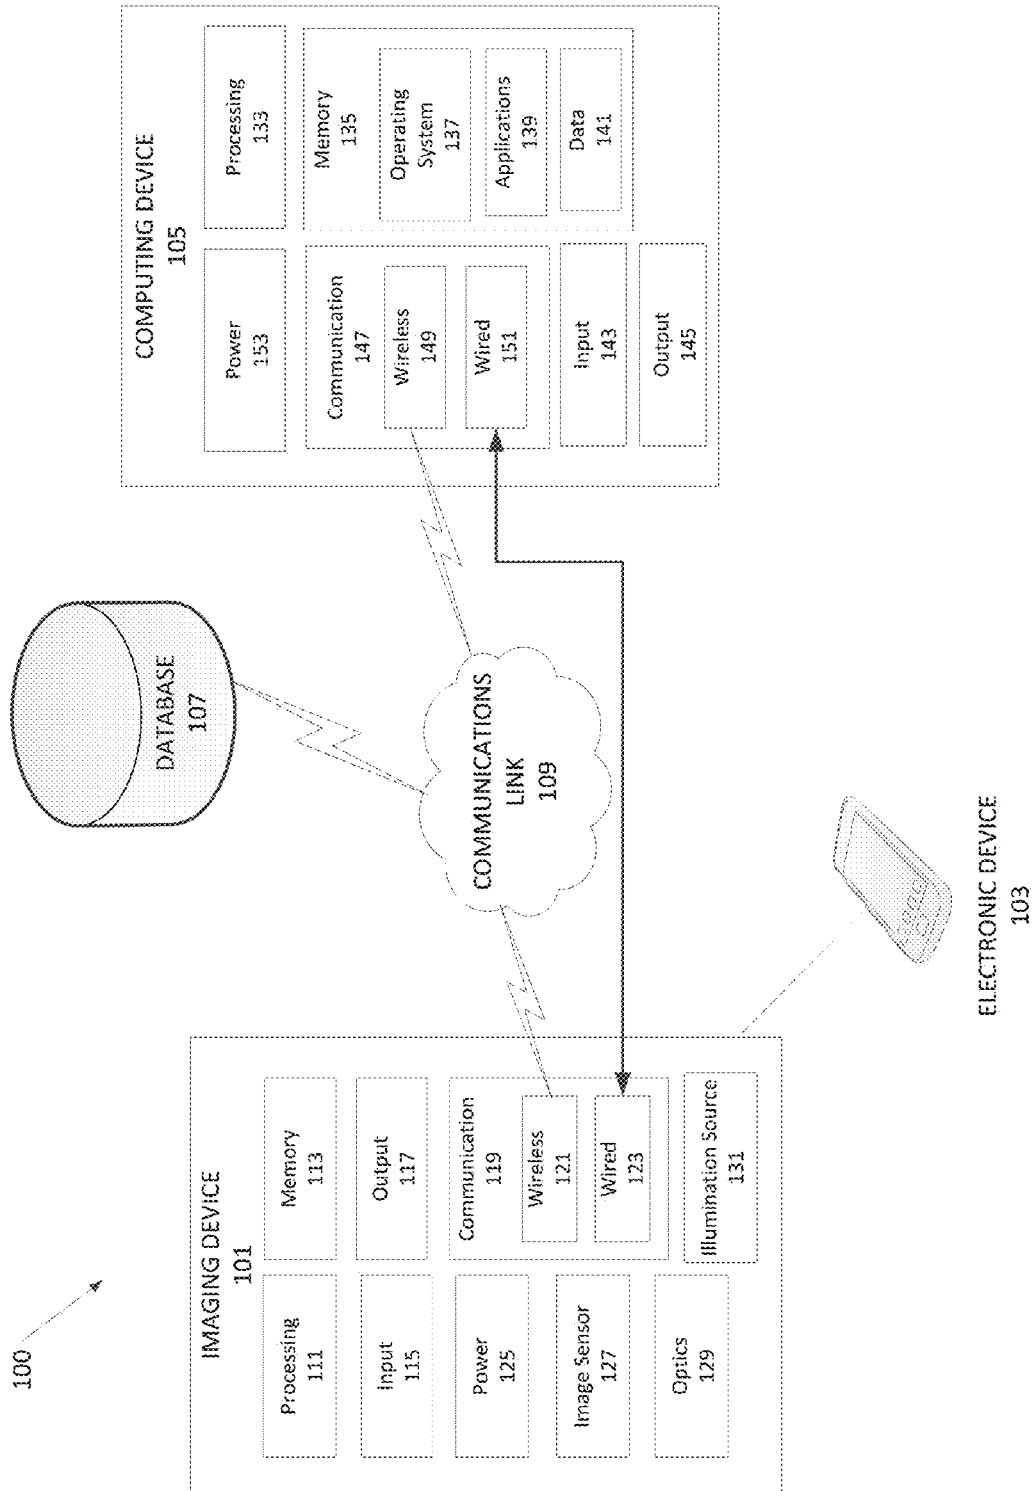 100
IMAGING DEVICE
101
Processing
111
Memory
113
Input
115
Output
117
Power
125
Communication
119
Wireless
121
Wired
123
Image Sensor
127
Optics
129
Illumination Source
131
DATABASE
107
COMMUNICATIONS
LINK
109
ELECTRONIC DEVICE
103
COMPUTING DEVICE
105
Power
153
Processing
133
Communication
147
Wireless
149
Wired
151
Memory
135
Operating
System
137
Applications
139
Data
141
Input
143
Output
145